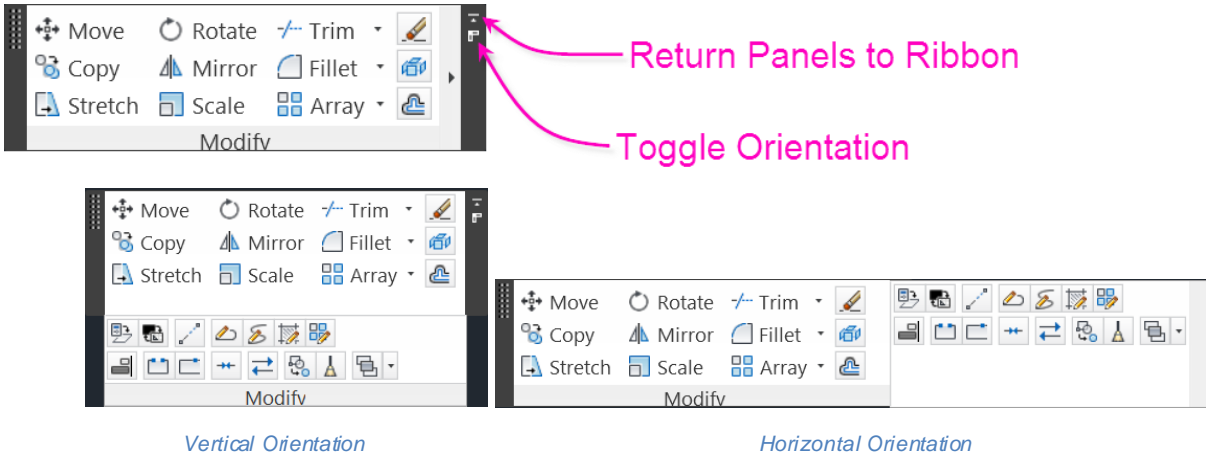 Move Rotate Trim
Copy Mirror Fillet
Stretch Scale Array
Modify
Return Panels to Ribbon
Toggle Orientation
Move Rotate Trim
Copy Mirror Fillet
Stretch Scale Array
Modify
Move Rotate Trim
Copy Mirror Fillet
Stretch Scale Array
Modify
Vertical Orientation
Horizontal Orientation